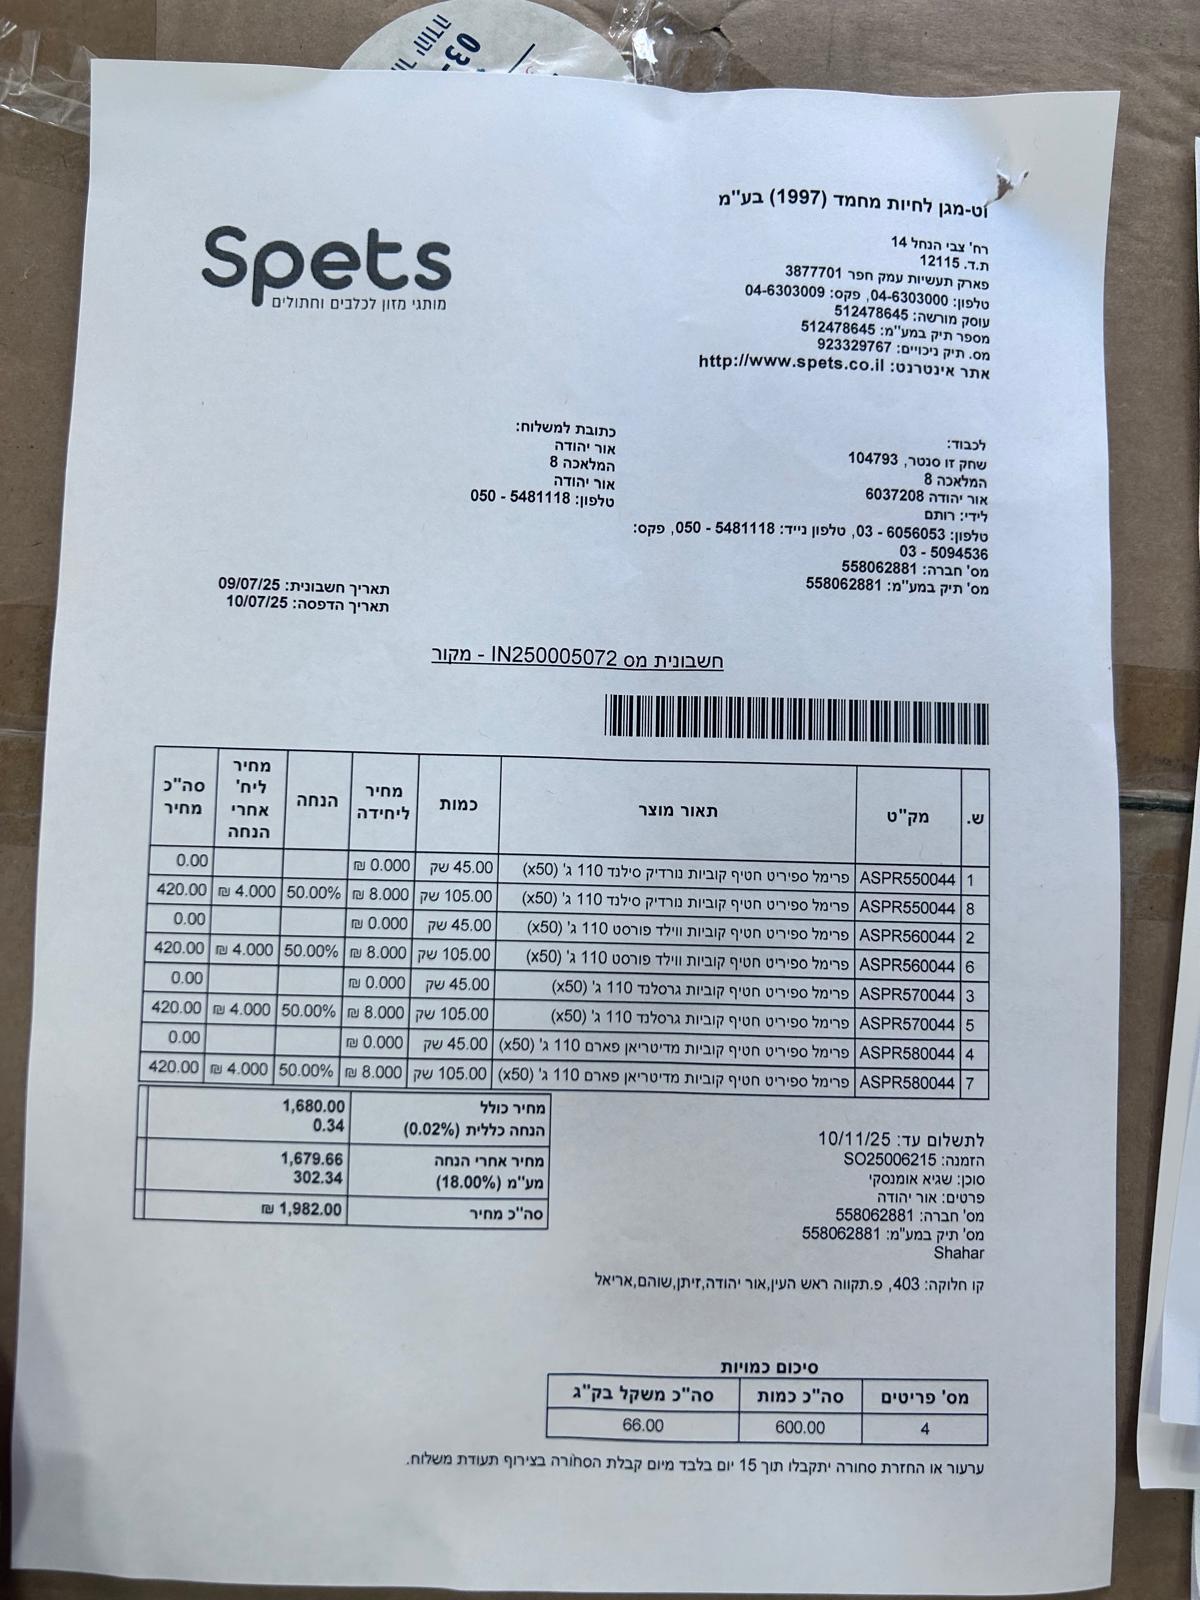 וט-מגן לחיות מחמד (1997) בע"מ
רח' צבי הנחל 14
ת.ד. 12115
פארק תעשיות עמק חפר 3877701
טלפון: 04-6303000, פקס: 04-6303009
עוסק מורשה: 512478645
מספר תיק במע"מ: 512478645
מס. תיק ניכויים: 923329767
אתר אינטרנט: http://www.spets.co.il
Spets
מותגי מזון לכלבים וחתולים
לכבוד:
שחק זו סנטר, 104793
המלאכה 8
אור יהודה 6037208
לידי: רותם
טלפון: 6056053 - 03, טלפון נייד: 5481118 - 050, פקס:
03 - 5094536
מס' חברה: 558062881
מס' תיק במע"מ: 558062881
כתובת למשלוח:
אור יהודה
המלאכה 8
אור יהודה
טלפון: 5481118 - 050
תאריך חשבונית: 09/07/25
תאריך הדפסה: 10/07/25
חשבונית מס IN250005072 - מקור
ש. מק"ט תאור מוצר כמות מחיר ליחידה הנחה מחיר ליח' אחרי הנחה סה"כ מחיר
1 ASPR550044 פרימל ספיריט חטיף קוביות נורדיק סילנד 110 ג' (x50) 45.00 שק 0.000 ₪ 0.00
8 ASPR550044 פרימל ספיריט חטיף קוביות נורדיק סילנד 110 ג' (x50) 105.00 שק 8.000 ₪ 50.00% 4.000 ₪ 420.00
2 ASPR560044 פרימל ספיריט חטיף קוביות ווילד פורסט 110 ג' (x50) 45.00 שק 0.000 ₪ 0.00
6 ASPR560044 פרימל ספיריט חטיף קוביות ווילד פורסט 110 ג' (x50) 105.00 שק 8.000 ₪ 50.00% 4.000 ₪ 420.00
3 ASPR570044 פרימל ספיריט חטיף קוביות גרסלנד 110 ג' (x50) 45.00 שק 0.000 ₪ 0.00
5 ASPR570044 פרימל ספיריט חטיף קוביות גרסלנד 110 ג' (x50) 105.00 שק 8.000 ₪ 50.00% 4.000 ₪ 420.00
4 ASPR580044 פרימל ספיריט חטיף קוביות מדיטריאן פארם 110 ג' (x50) 45.00 שק 0.000 ₪ 0.00
7 ASPR580044 פרימל ספיריט חטיף קוביות מדיטריאן פארם 110 ג' (x50) 105.00 שק 8.000 ₪ 50.00% 4.000 ₪ 420.00
מחיר כולל 1,680.00
הנחה כללית (0.02%) 0.34
מחיר אחרי הנחה 1,679.66
מע"מ (18.00%) 302.34
סה"כ מחיר 1,982.00 ₪
לתשלום עד: 10/11/25
הזמנה: SO25006215
סוכן: שגיא אומנסקי
פרטים: אור יהודה
מס' חברה: 558062881
מס' תיק במע"מ: 558062881
Shahar
קו חלוקה: 403, פ.תקווה ראש העין,אור יהודה,זיתן,שוהם,אריאל
סיכום כמויות
מס' פריטים סה"כ כמות סה"כ משקל בק"ג
4 600.00 66.00
ערעור או החזרת סחורה יתקבלו תוך 15 יום בלבד מיום קבלת הסחורה בצירוף תעודת משלוח.